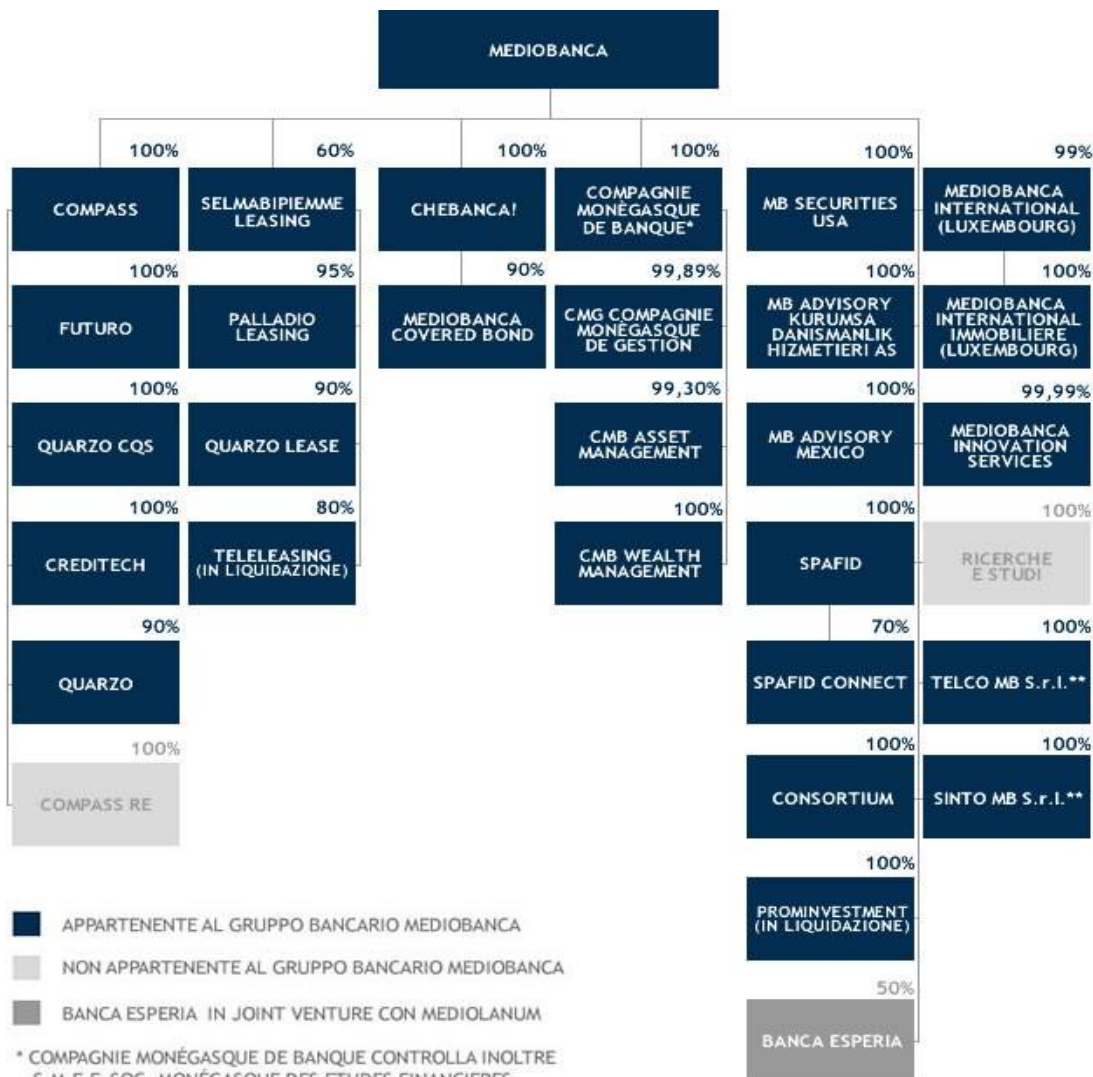 MEDIOBANCA
100%
60%
100%
100%
100%
99%
COMPASS
SELMABIPIEMME
LEASING
CHEBANCA!
COMPAGNIE
MONÈGASQUE
DE BANQUE*
MB SECURITIES
USA
MEDIOBANCA
INTERNATIONAL
(LUXEMBOURG)
100%
95%
90%
99,89%
100%
100%
FUTURO
PALLADIO
LEASING
MEDIOBANCA
COVERED BOND
CMG COMPAGNIE
MONÈGASQUE
DE GESTION
MB ADVISORY
KURUMSA
DANISMANLIK
HIZMETIERI AS
MEDIOBANCA
INTERNATIONAL
IMMOBILIERE
(LUXEMBOURG)
100%
90%
99,30%
100%
99,99%
QUARZO CQS
QUARZO LEASE
CMB ASSET
MANAGEMENT
MB ADVISORY
MEXICO
MEDIOBANCA
INNOVATION
SERVICES
100%
80%
100%
100%
100%
CREDITECH
TELELEASING
(IN LIQUIDAZIONE)
CMB WEALTH
MANAGEMENT
SPAFID
RICERCHE
E STUDI
90%
70%
100%
QUARZO
SPAFID CONNECT
TELCO MB S.r.l.**
100%
100%
100%
COMPASS RE
CONSORTIUM
SINTO MB S.r.l.**
100%
PROMINVESTMENT
(IN LIQUIDAZIONE)
50%
BANCA ESPERIA
APPARTENENTE AL GRUPPO BANCARIO MEDIOBANCA
NON APPARTENENTE AL GRUPPO BANCARIO MEDIOBANCA
BANCA ESPERIA IN JOINT VENTURE CON MEDIOLANUM
* COMPAGNIE MONÉGASQUE DE BANQUE CONTROLLA INOLTRE
MONÉGASQUE DES ETUDES FINANCIERES